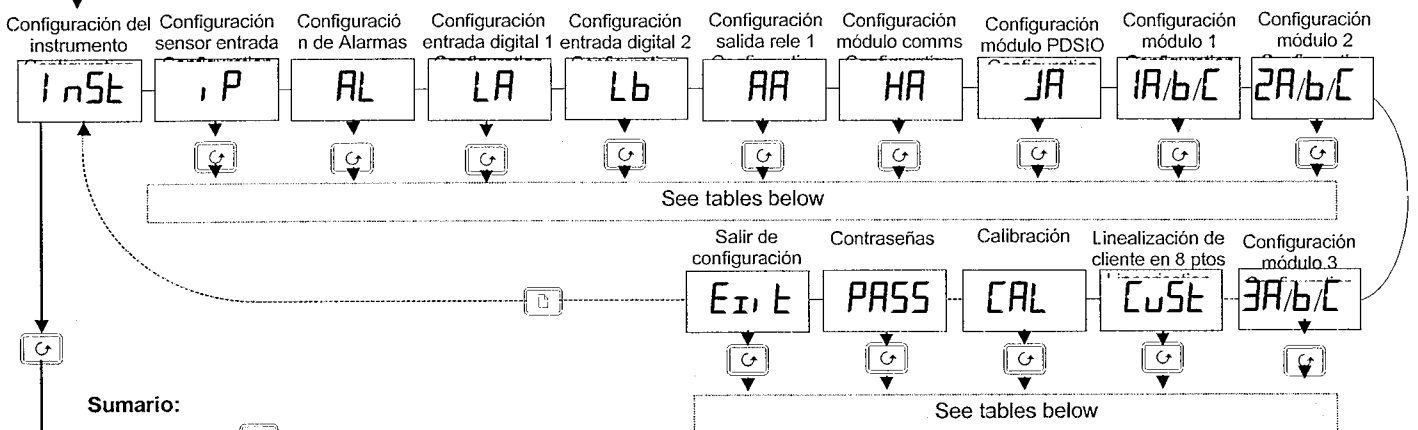 Configuración del instrumento
Configuración sensor entrada
Configuració n de Alarmas
Configuración entrada digital 1
Configuración entrada digital 2
Configuración salida rele 1
Configuración módulo comms
Configuración módulo PDSIO
Configuración módulo 1
Configuración módulo 2
InSt
iP
AL
LA
Lb
AA
HA
JA
1A/b/C
2A/b/C
See tables below
Salir de configuración
Contraseñas
Calibración
Linealización de cliente en 8 ptos
Configuración módulo 3
Exit
PASS
CAL
CuSt
3A/b/C
Sumario:
See tables below